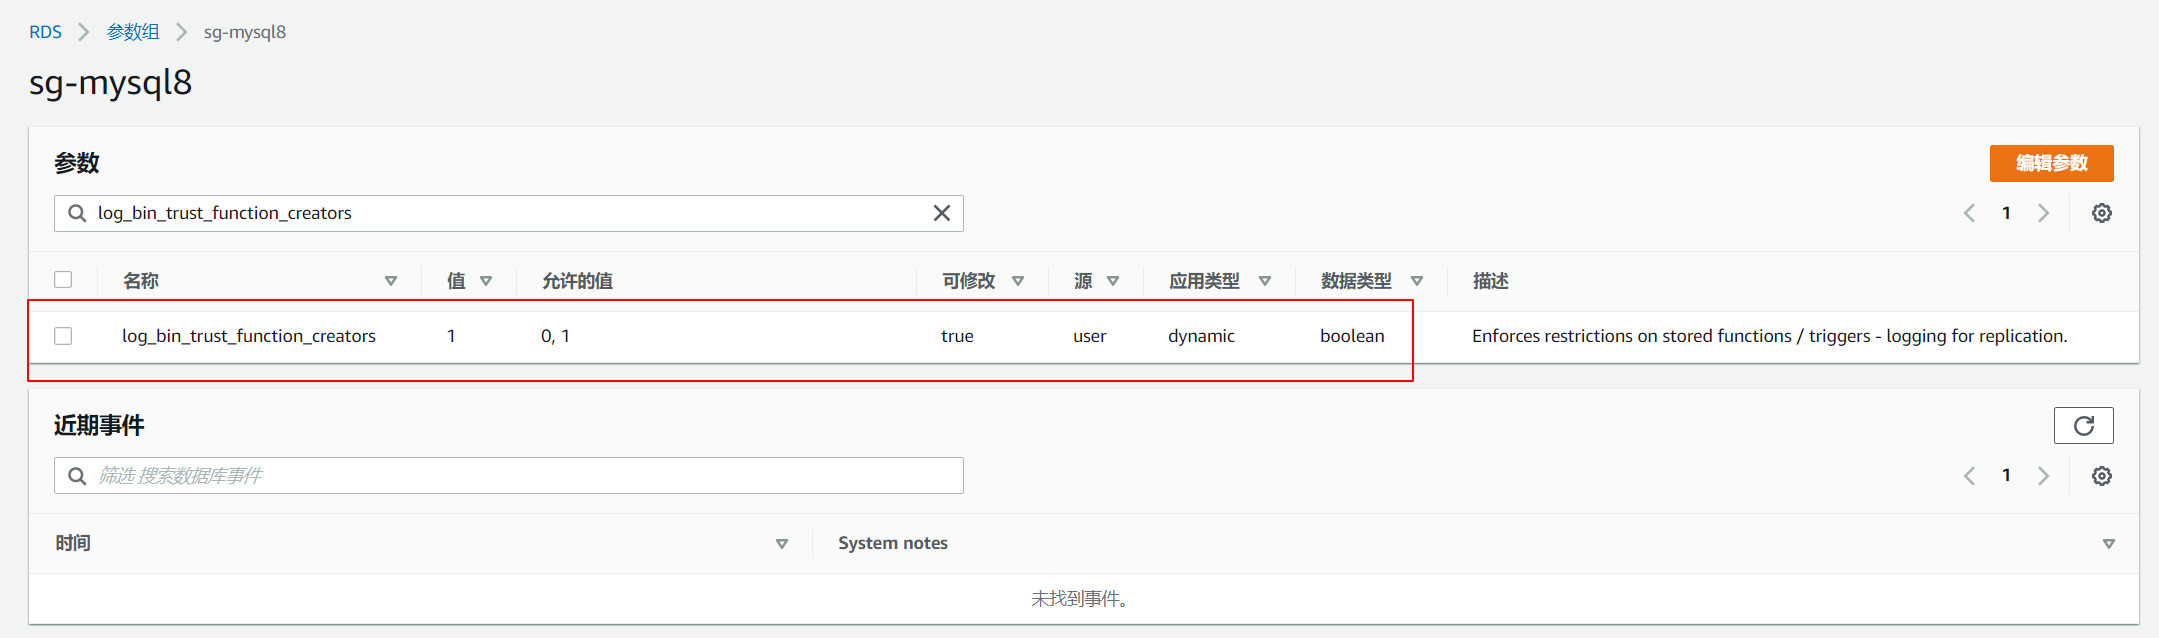 RDS 参数组 sg-mysql8
sg-mysql8
参数
编辑参数
log_bin_trust_function_creators
1
名称 值 允许的值 可修改 源 应用类型 数据类型 描述
log_bin_trust_function_creators 1 0, 1 true user dynamic boolean Enforces restrictions on stored functions / triggers - logging for replication.
近期事件
筛选 搜索数据库事件
1
时间 System notes
未找到事件。